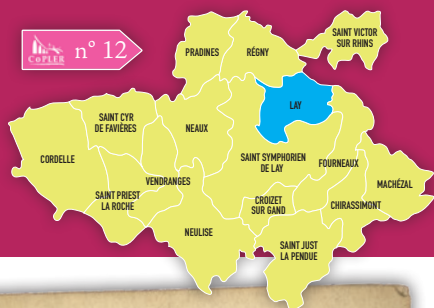 CoPLER
n° 12
SAINT VICTOR
SUR RHINS
PRADINES
RÉGNY
LAY
SAINT CYR
DE FAVIÈRES
NEAUX
CORDELLE
SAINT SYMPHORIEN
DE LAY
FOURNEAUX
VENDRANGES
MACHÉZAL
SAINT PRIEST
LA ROCHE
CROIZET
SUR GAND
CHIRASSIMONT
NEULISE
SAINT JUST
LA PENDUE